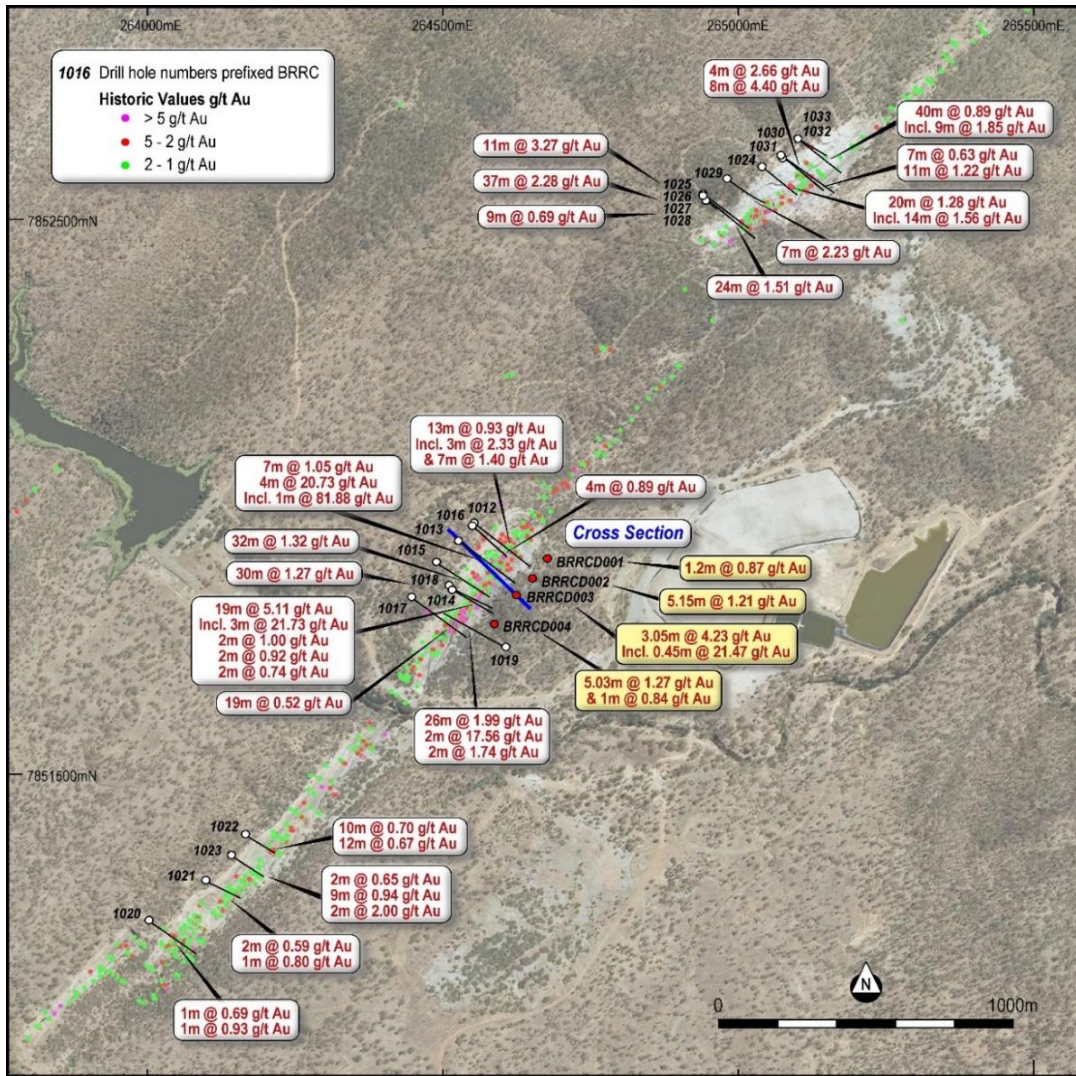 264000mE
264500mE
265000mE
265500mE
1016 Drill hole numbers prefixed BRRC
Historic Values g/t Au
> 5 g/t Au
5 - 2 g/t Au
2 - 1 g/t Au
4m @ 2.66 g/t Au
8m @ 4.40 g/t Au
40m @ 0.89 g/t Au
Incl. 9m @ 1.85 g/t Au
1033
1032
1030
1031
1024
1029
11m @ 3.27 g/t Au
7m @ 0.63 g/t Au
11m @ 1.22 g/t Au
37m @ 2.28 g/t Au
1025
1026
1027
1028
20m @ 1.28 g/t Au
Incl. 14m @ 1.56 g/t Au
9m @ 0.69 g/t Au
7852500mN
7m @ 2.23 g/t Au
24m @ 1.51 g/t Au
13m @ 0.93 g/t Au
Incl. 3m @ 2.33 g/t Au
& 7m @ 1.40 g/t Au
7m @ 1.05 g/t Au
4m @ 20.73 g/t Au
Incl. 1m @ 81.88 g/t Au
4m @ 0.89 g/t Au
1012
1016
1013
Cross Section
32m @ 1.32 g/t Au
1015
BRRCD001
1.2m @ 0.87 g/t Au
30m @ 1.27 g/t Au
1018
1014
1017
BRRCD002
BRRCD003
5.15m @ 1.21 g/t Au
19m @ 5.11 g/t Au
Incl. 3m @ 21.73 g/t Au
2m @ 1.00 g/t Au
2m @ 0.92 g/t Au
2m @ 0.74 g/t Au
BRRCD004
3.05m @ 4.23 g/t Au
Incl. 0.45m @ 21.47 g/t Au
1019
5.03m @ 1.27 g/t Au
& 1m @ 0.84 g/t Au
19m @ 0.52 g/t Au
26m @ 1.99 g/t Au
2m @ 17.56 g/t Au
2m @ 1.74 g/t Au
7851500mN
1022
10m @ 0.70 g/t Au
12m @ 0.67 g/t Au
1023
1021
2m @ 0.65 g/t Au
9m @ 0.94 g/t Au
2m @ 2.00 g/t Au
1020
2m @ 0.59 g/t Au
1m @ 0.80 g/t Au
1m @ 0.69 g/t Au
1m @ 0.93 g/t Au
N
0
1000m